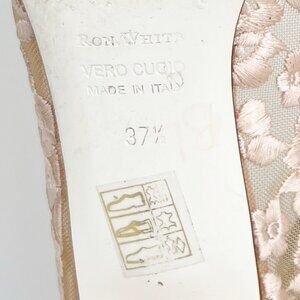 RON WHITE
VERO CUOIO
MADE IN ITALY
37½